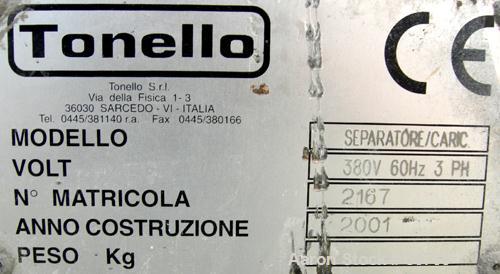 Tonello
CE
Tonello S.r.l.
Via della Fisica 1-3
36030 SARCEDO - VI - ITALIA
Tel. 0445/381140 r.a. Fax 0445/380166
MODELLO SEPARATORE/CARIC.
VOLT 380V 60Hz 3 PH
N° MATRICOLA 2167
ANNO COSTRUZIONE 2001
PESO Kg